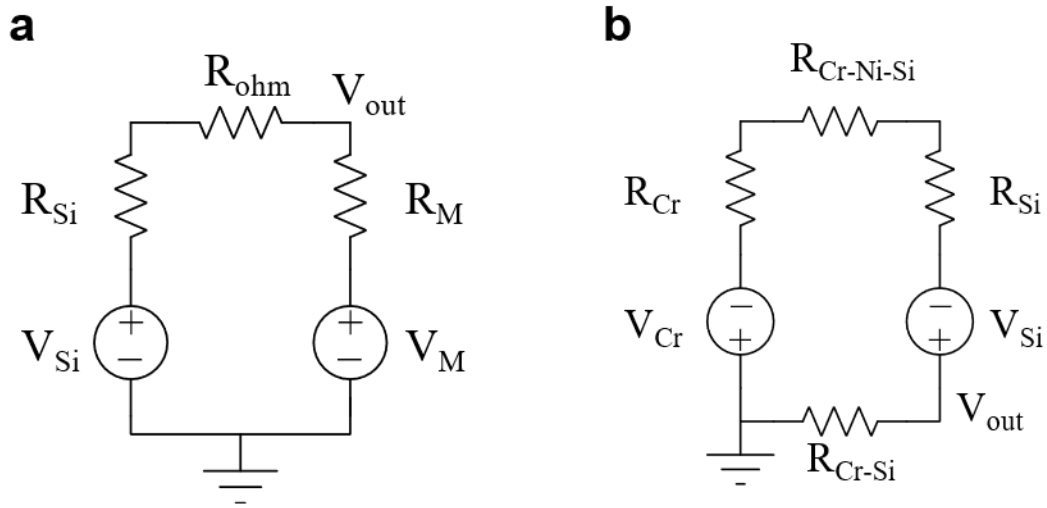 a
R_ohm
V_out
R_Si
R_M
+
−
+
−
V_Si
V_M
b
R_Cr-Ni-Si
R_Cr
R_Si
−
+
−
+
V_Cr
V_Si
V_out
R_Cr-Si